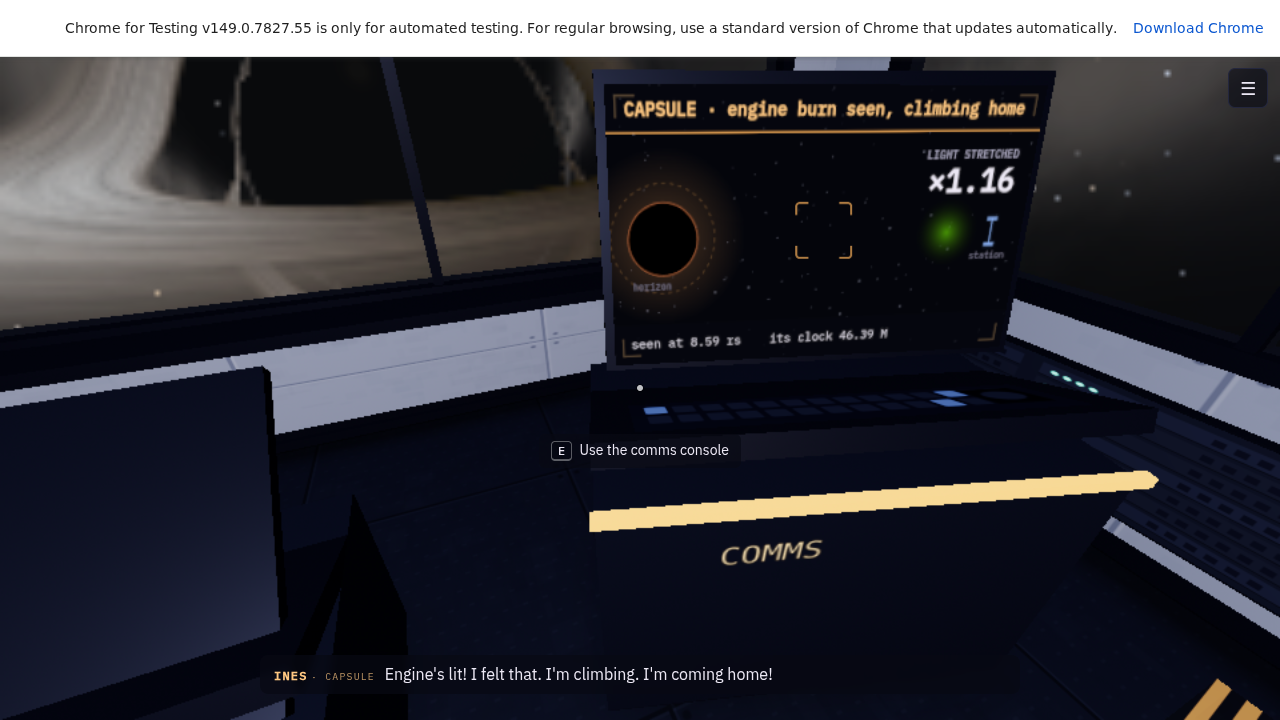 Chrome for Testing v149.0.7827.55 is only for automated testing. For regular browsing, use a standard version of Chrome that updates automatically. Download Chrome
CAPSULE · engine burn seen, climbing home
LIGHT STRETCHED
×1.16
station
horizon
seen at 8.59 rs its clock 46.39 M
E Use the comms console
COMMS
INES · CAPSULE Engine's lit! I felt that. I'm climbing. I'm coming home!